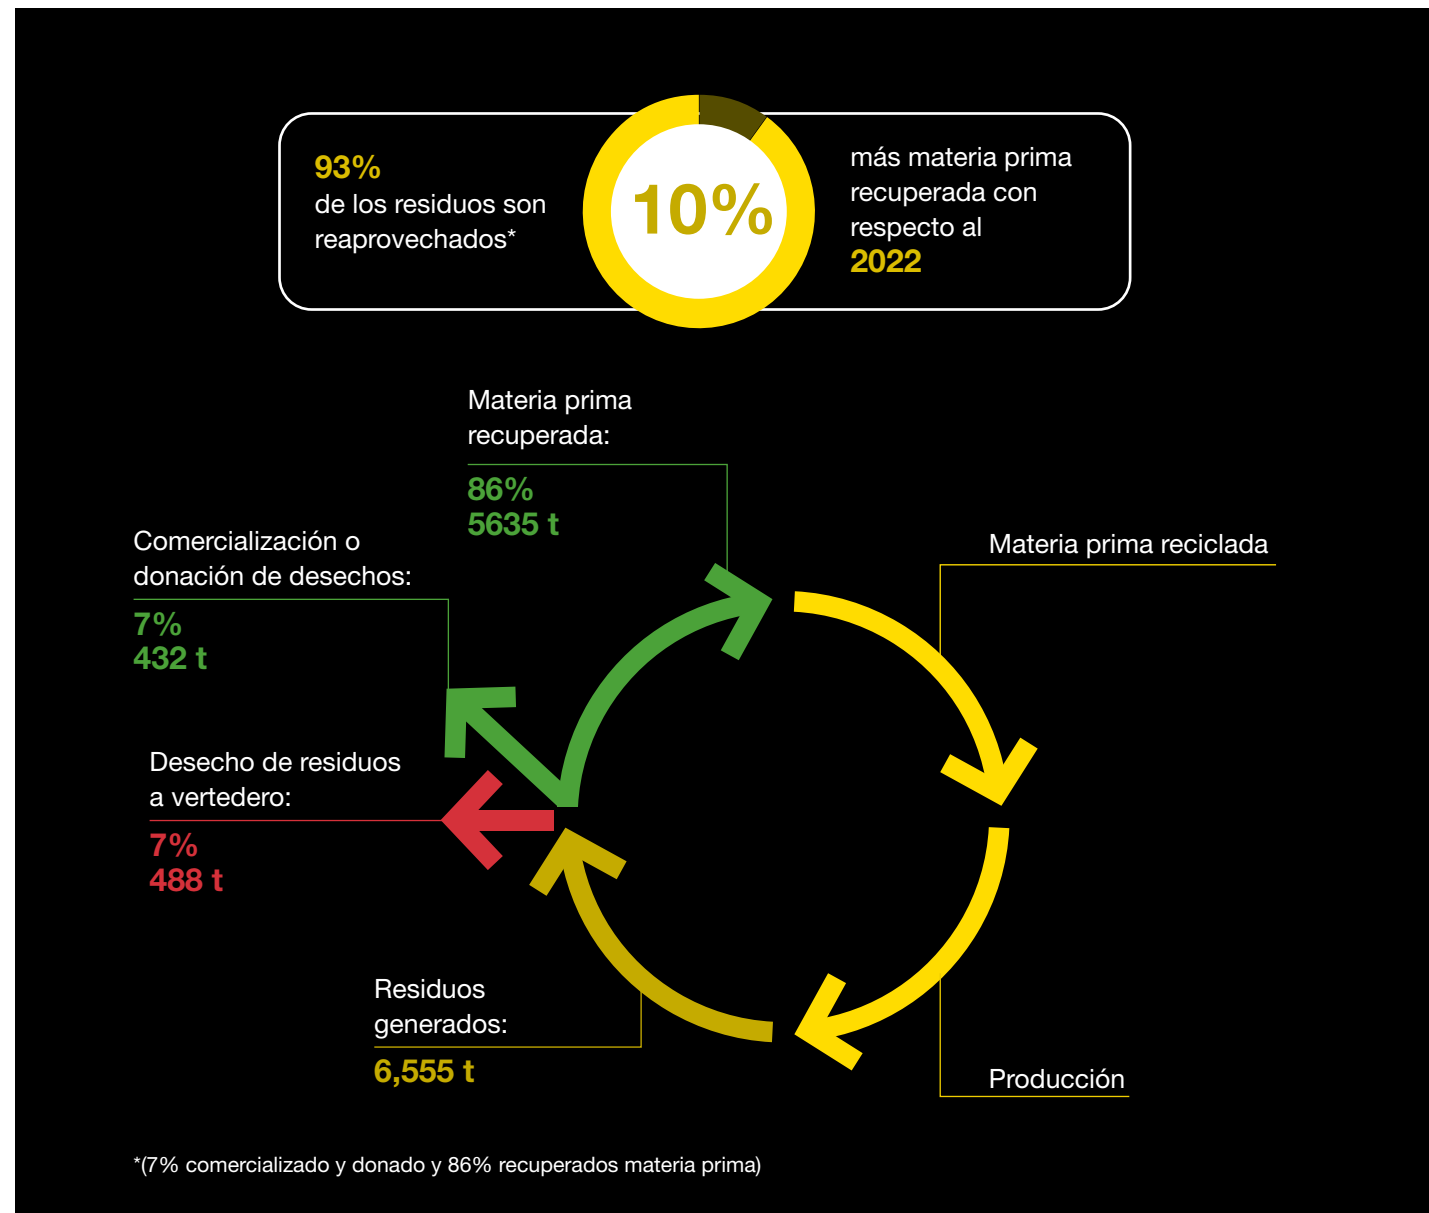 93%
de los residuos son
reaprovechados*
10%
más materia prima
recuperada con
respecto al
2022
Materia prima
recuperada:
86%
5635 t
Comercialización o
donación de desechos:
7%
432 t
Materia prima reciclada
Desecho de residuos
a vertedero:
7%
488 t
Residuos
generados:
6,555 t
Producción
*(7% comercializado y donado y 86% recuperados materia prima)